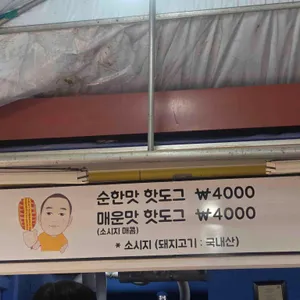 순한맛 핫도그 ₩4000
매운맛 핫도그 ₩4000
(소시지 매콤)
* 소시지 (돼지고기 : 국내산)